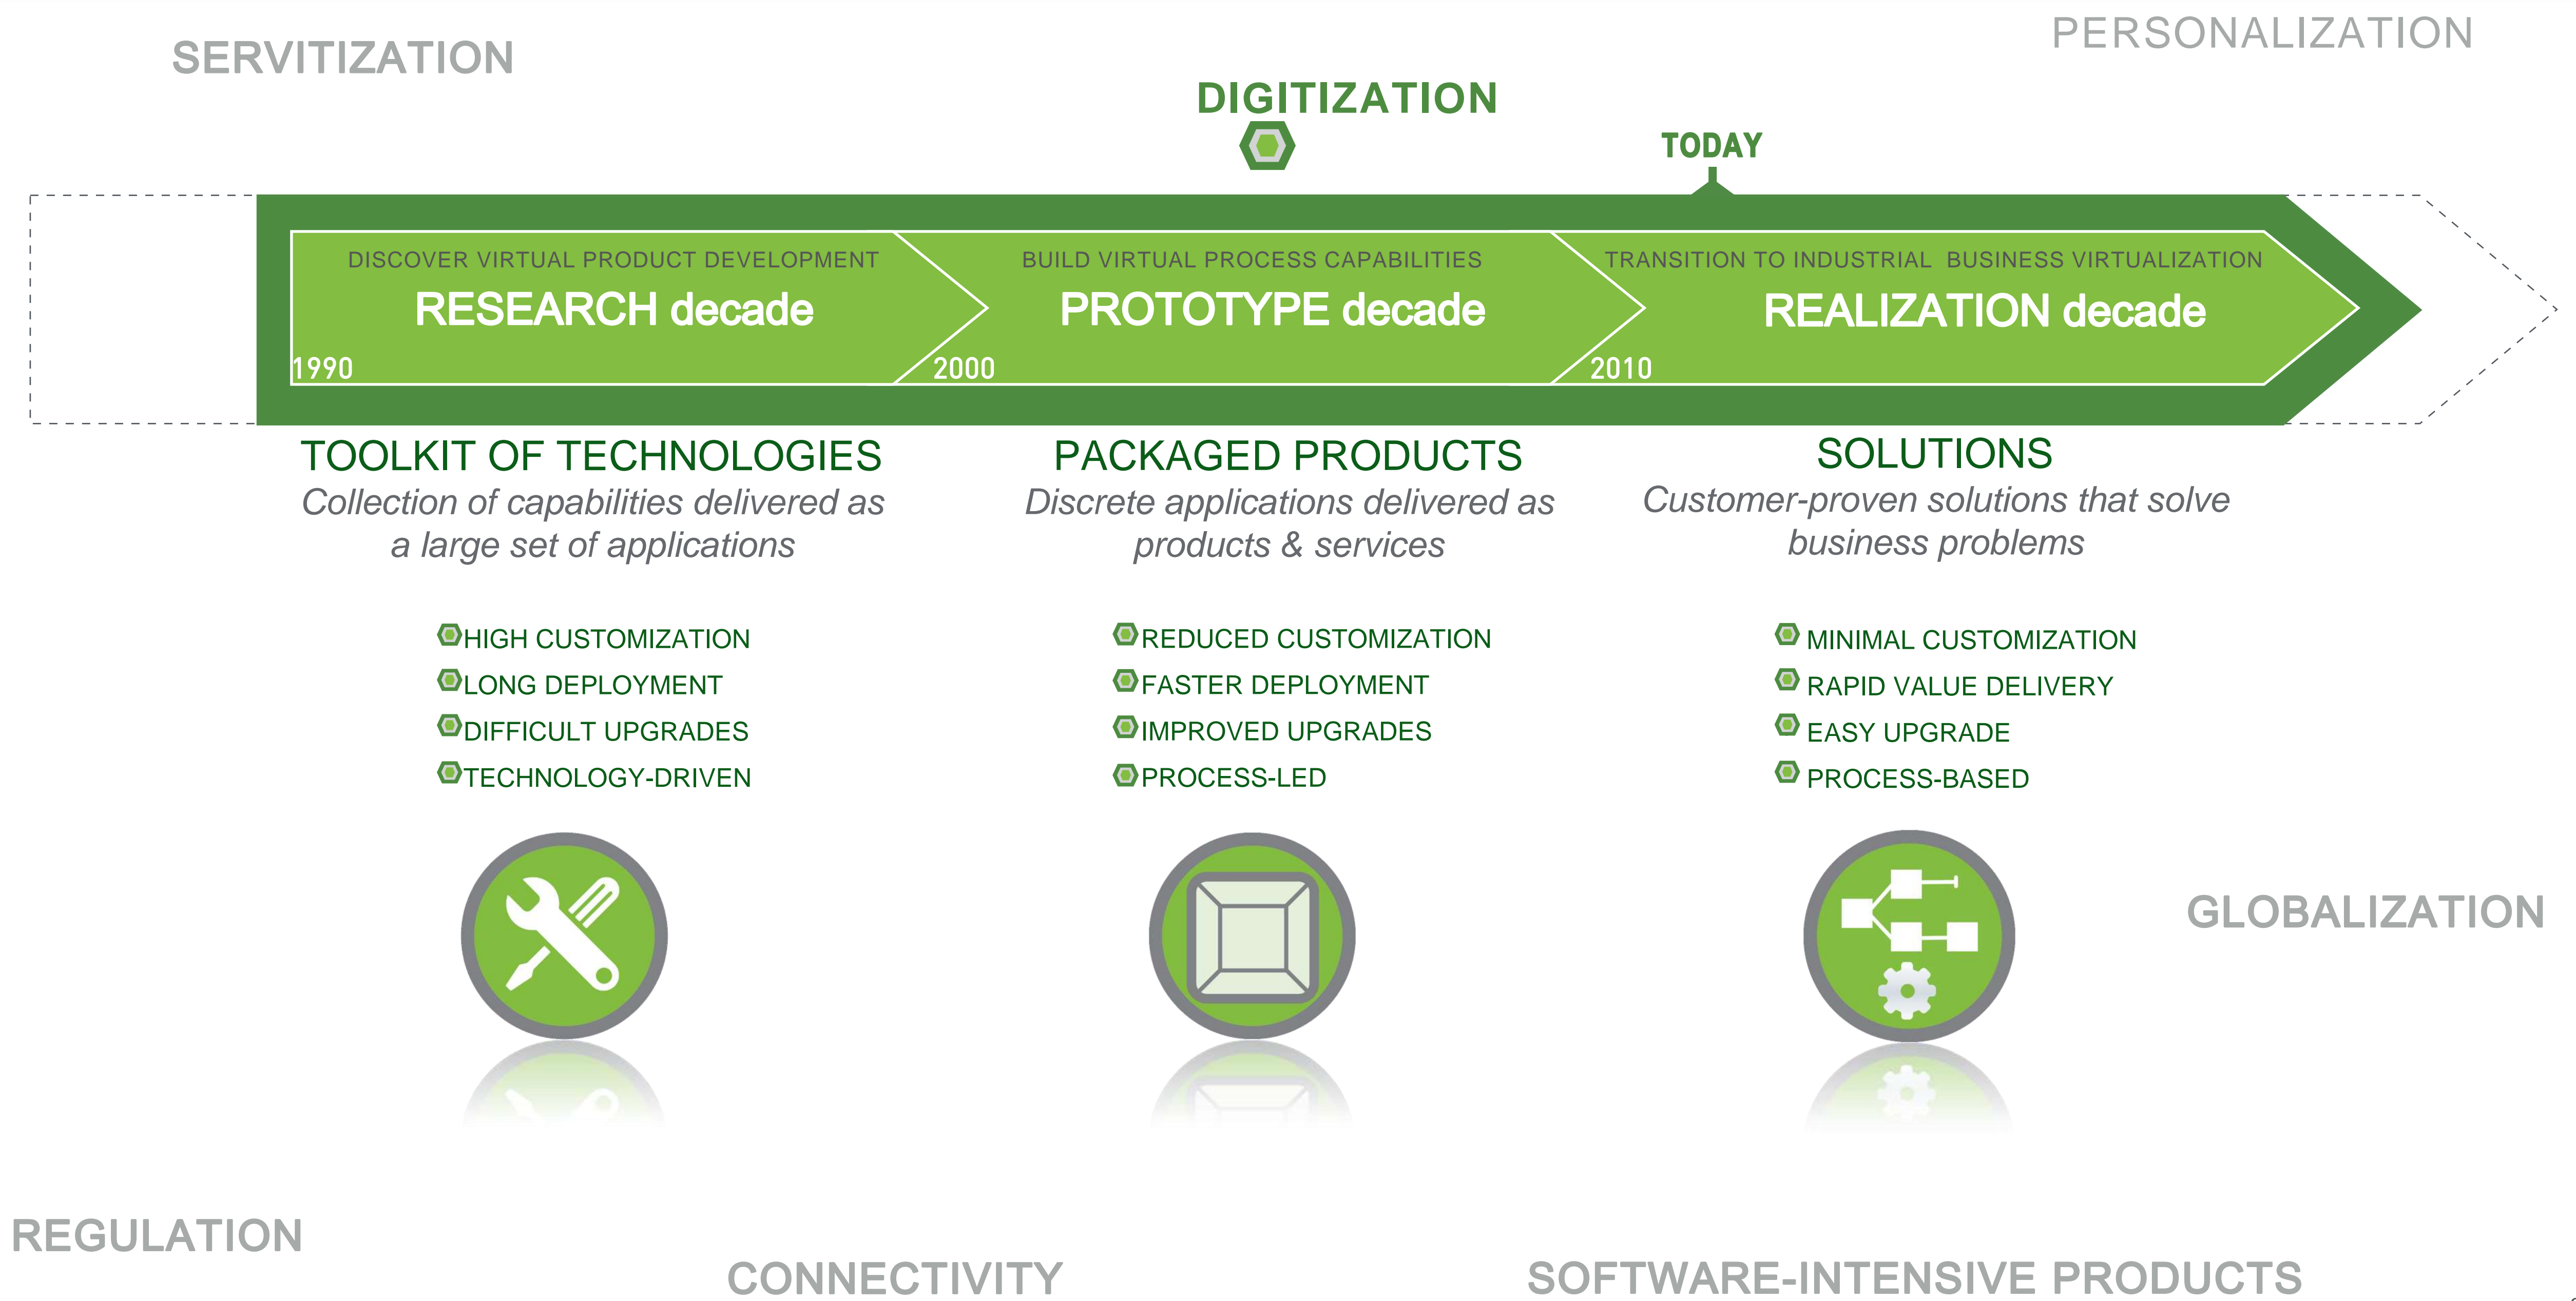 PERSONALIZATION
SERVITIZATION
DIGITIZATION
TODAY
DISCOVER VIRTUAL PRODUCT DEVELOPMENT
RESEARCH decade
1990
BUILD VIRTUAL PROCESS CAPABILITIES
PROTOTYPE decade
2000
TRANSITION TO INDUSTRIAL BUSINESS VIRTUALIZATION
REALIZATION decade
2010
TOOLKIT OF TECHNOLOGIES
Collection of capabilities delivered as
a large set of applications
HIGH CUSTOMIZATION
LONG DEPLOYMENT
DIFFICULT UPGRADES
TECHNOLOGY-DRIVEN
PACKAGED PRODUCTS
Discrete applications delivered as
products & services
REDUCED CUSTOMIZATION
FASTER DEPLOYMENT
IMPROVED UPGRADES
PROCESS-LED
SOLUTIONS
Customer-proven solutions that solve
business problems
MINIMAL CUSTOMIZATION
RAPID VALUE DELIVERY
EASY UPGRADE
PROCESS-BASED
GLOBALIZATION
REGULATION
CONNECTIVITY
SOFTWARE-INTENSIVE PRODUCTS